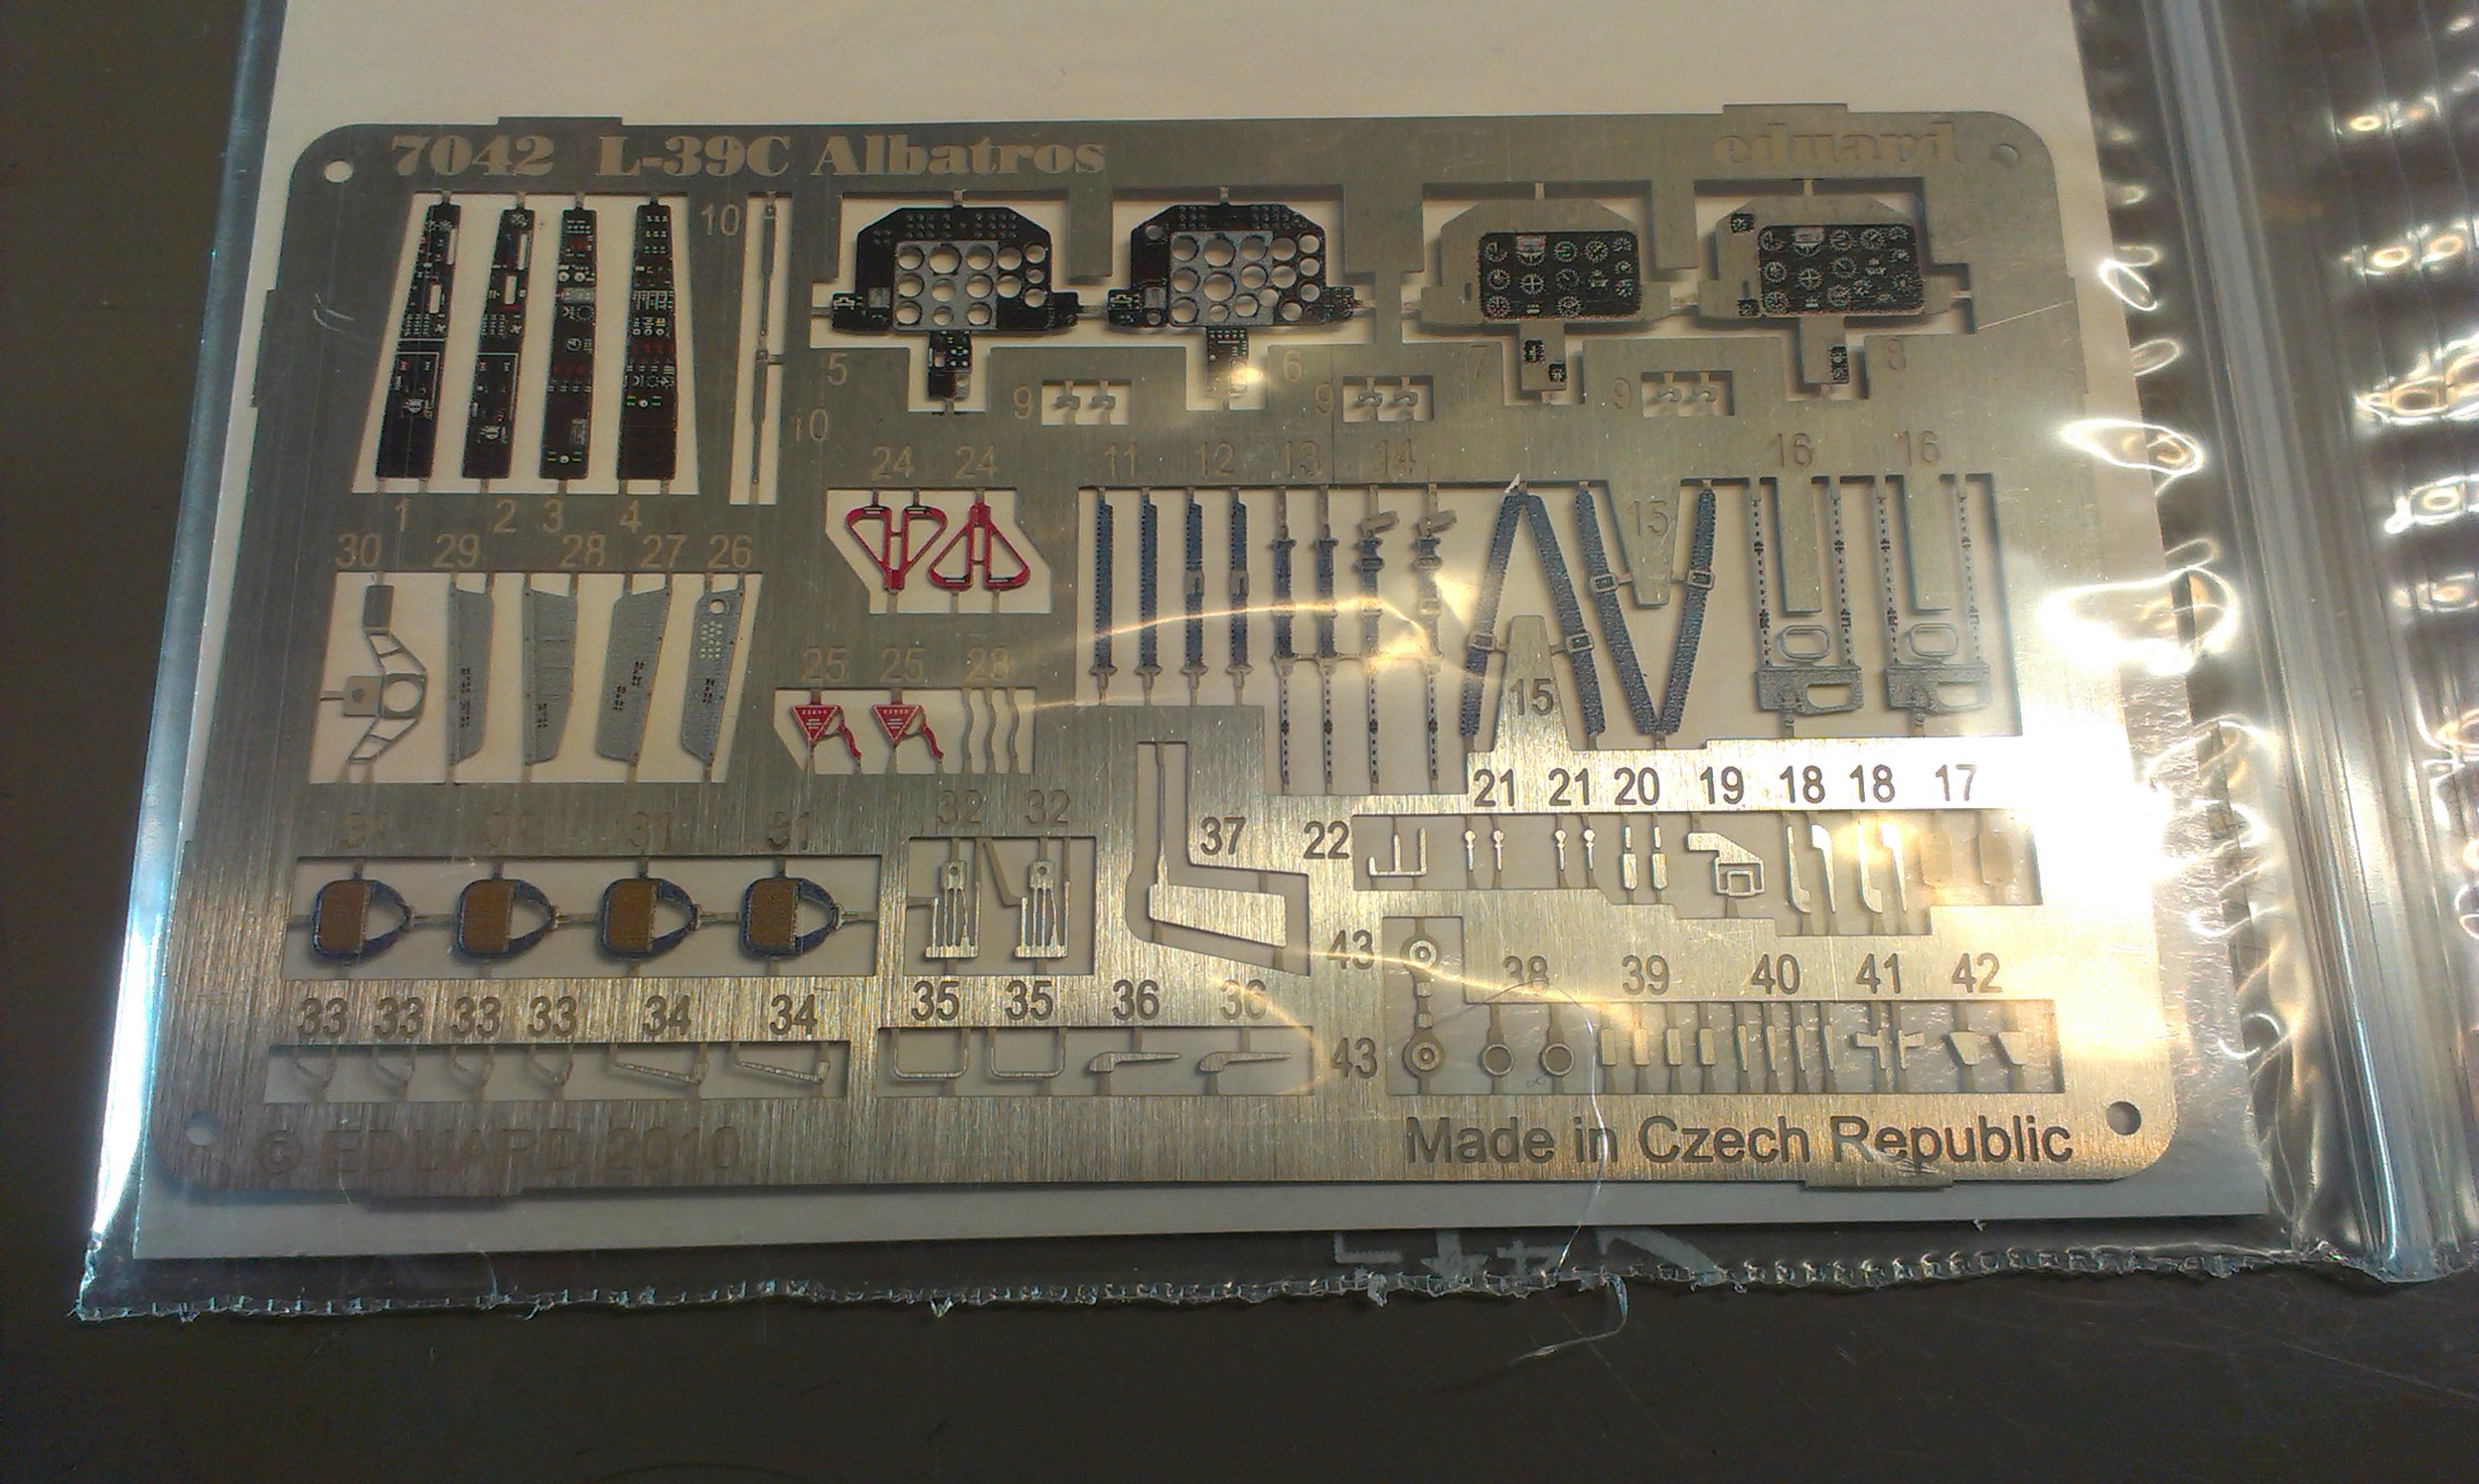 7042 L-39C Albatros eduard
10
5 6 7 8
9 9 9
10
24 24 11 12 13 14 16 16
1 2 3 4
15
30 29 28 27 26
25 25 23
15
21 21 20 19 18 18 17
32 32
31 31 31 31 37 22
43 38 39 40 41 42
33 33 33 33 34 34 35 35 36 36
43
© EDUARD 2010 Made in Czech Republic